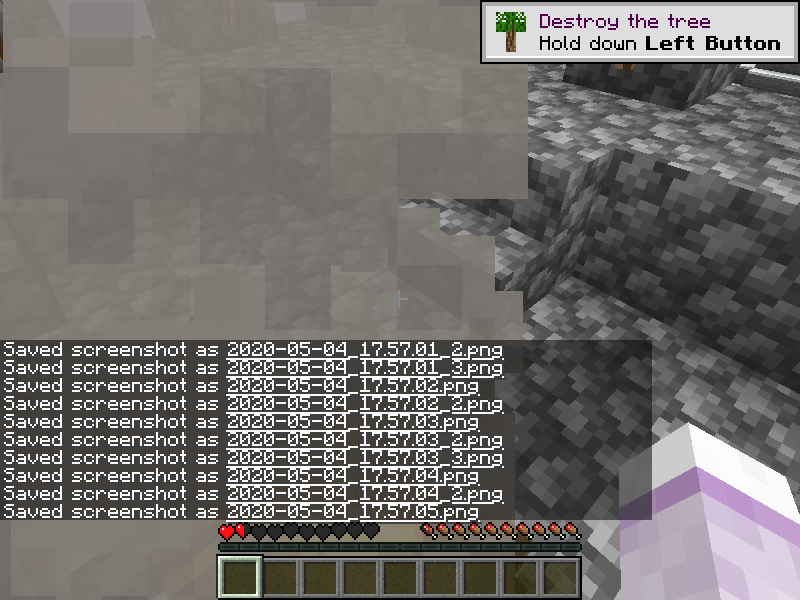 Destroy the tree
Hold down Left Button
Saved screenshot as 2020-05-04_17.57.01_2.png
Saved screenshot as 2020-05-04_17.57.01_3.png
Saved screenshot as 2020-05-04_17.57.02.png
Saved screenshot as 2020-05-04_17.57.02_2.png
Saved screenshot as 2020-05-04_17.57.03.png
Saved screenshot as 2020-05-04_17.57.03_2.png
Saved screenshot as 2020-05-04_17.57.03_3.png
Saved screenshot as 2020-05-04_17.57.04.png
Saved screenshot as 2020-05-04_17.57.04_2.png
Saved screenshot as 2020-05-04_17.57.05.png